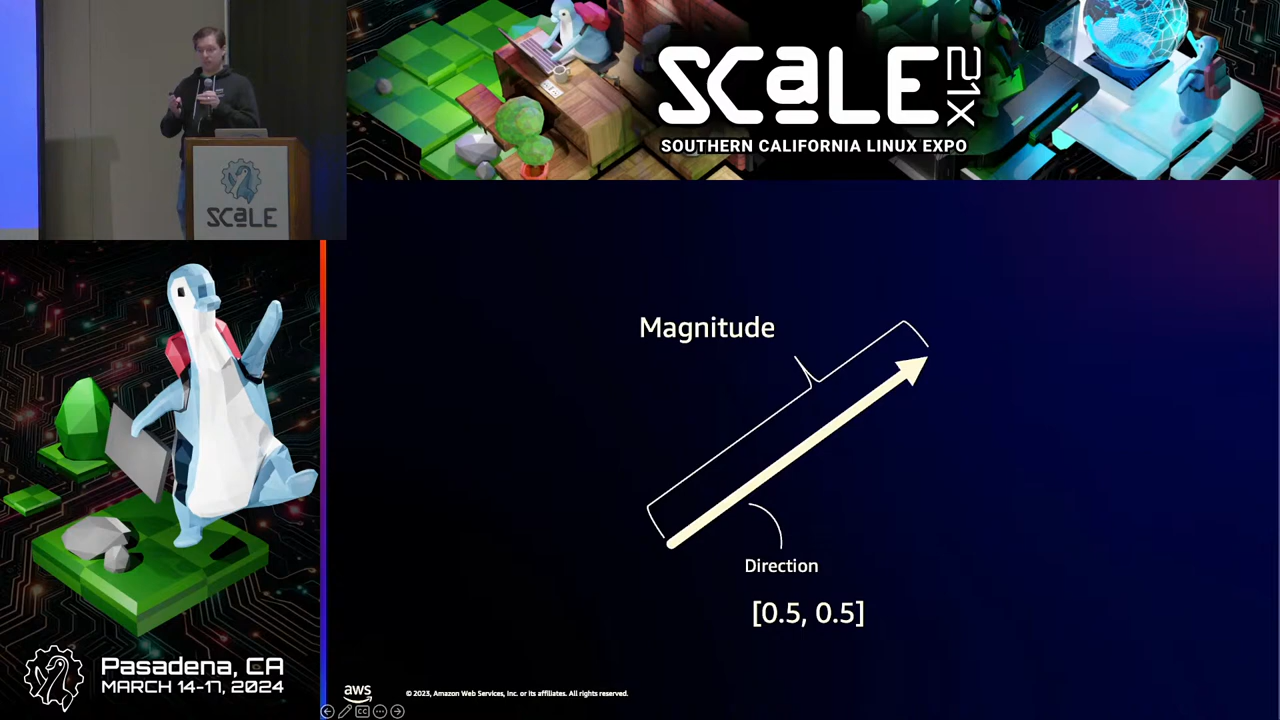 SCaLE 21X
SOUTHERN CALIFORNIA LINUX EXPO
SCaLE
Magnitude
Direction
[0.5, 0.5]
Pasadena, CA
MARCH 14-17, 2024
aws
© 2023, Amazon Web Services, Inc. or its affiliates. All rights reserved.
CC